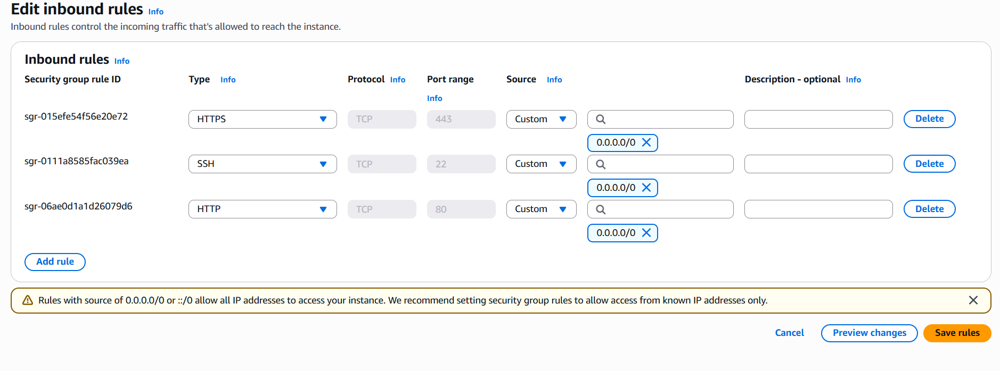 Edit inbound rules Info
Inbound rules control the incoming traffic that's allowed to reach the instance.
Inbound rules Info
Security group rule ID Type Info Protocol Info Port range Info Source Info Description - optional Info
sgr-015efe54f56e20e72 HTTPS TCP 443 Custom Delete
0.0.0.0/0
sgr-0111a8585fac039ea SSH TCP 22 Custom Delete
0.0.0.0/0
sgr-06ae0d1a1d26079d6 HTTP TCP 80 Custom Delete
0.0.0.0/0
Add rule
Rules with source of 0.0.0.0/0 or ::/0 allow all IP addresses to access your instance. We recommend setting security group rules to allow access from known IP addresses only.
Cancel Preview changes Save rules